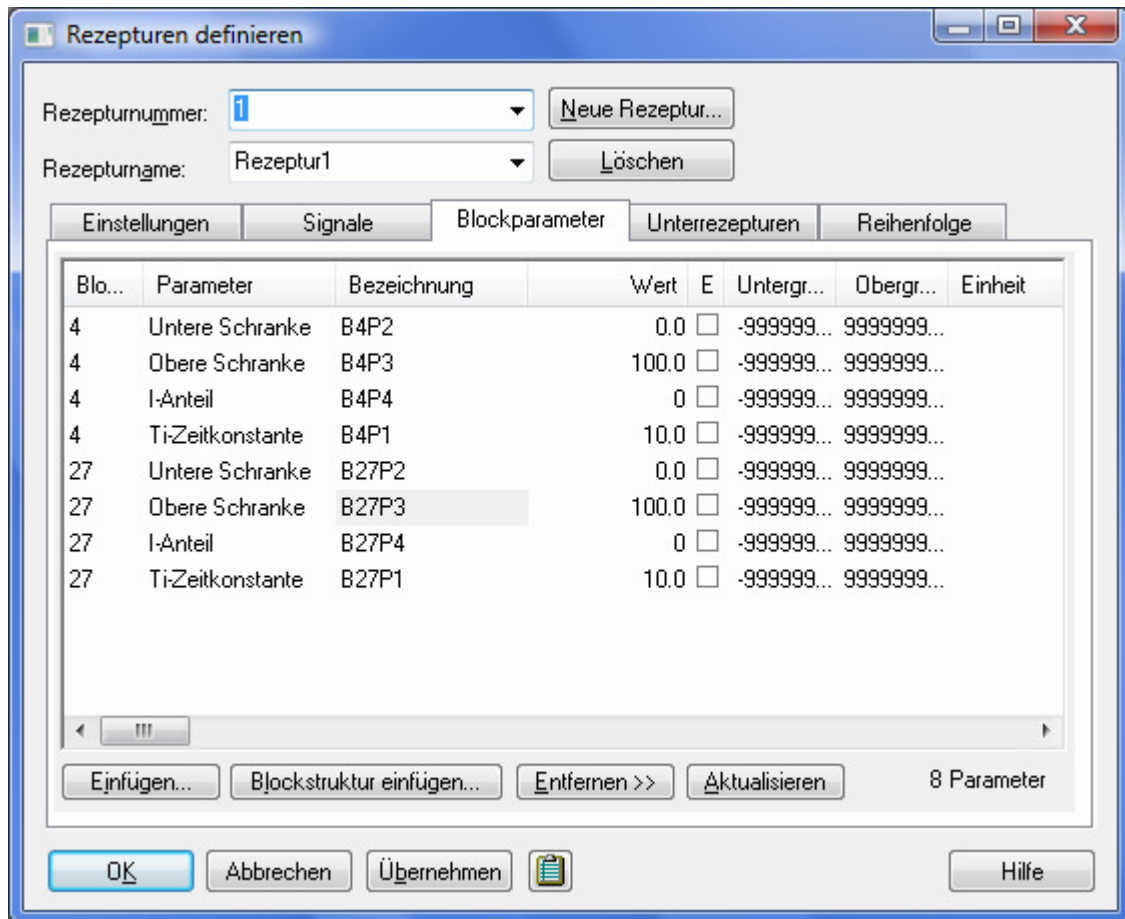 Rezepturen definieren
Rezepturnummer: 1 Neue Rezeptur...
Rezepturname: Rezeptur1 Löschen
Einstellungen Signale Blockparameter Unterrezepturen Reihenfolge
Blo... Parameter Bezeichnung Wert E Untergr... Obergr... Einheit
4 Untere Schranke B4P2 0.0 -999999... 9999999...
4 Obere Schranke B4P3 100.0 -999999... 9999999...
4 I-Anteil B4P4 0 -999999... 9999999...
4 Ti-Zeitkonstante B4P1 10.0 -999999... 9999999...
27 Untere Schranke B27P2 0.0 -999999... 9999999...
27 Obere Schranke B27P3 100.0 -999999... 9999999...
27 I-Anteil B27P4 0 -999999... 9999999...
27 Ti-Zeitkonstante B27P1 10.0 -999999... 9999999...
Einfügen... Blockstruktur einfügen... Entfernen >> Aktualisieren 8 Parameter
OK Abbrechen Übernehmen Hilfe